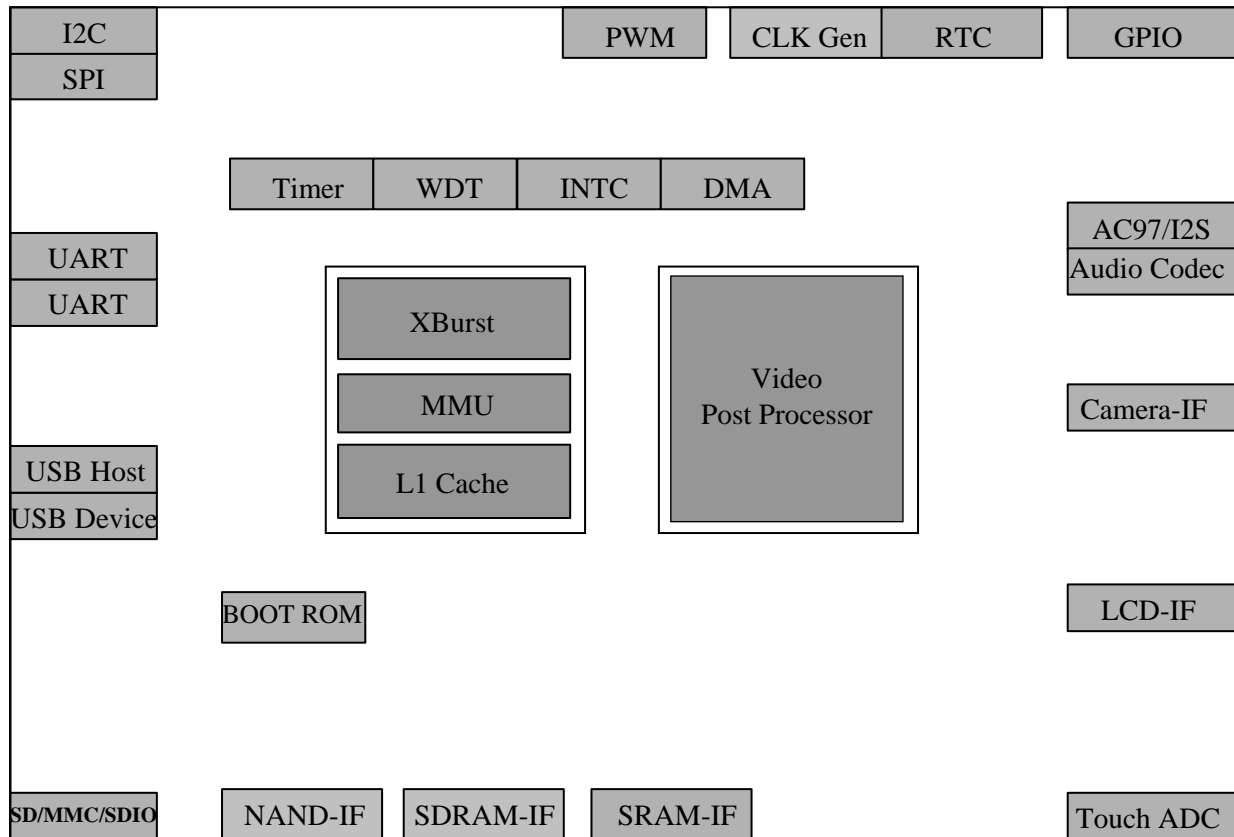 I2C
SPI
PWM
CLK Gen
RTC
GPIO
Timer
WDT
INTC
DMA
UART
UART
AC97/I2S
Audio Codec
XBurst
MMU
L1 Cache
Video
Post Processor
Camera-IF
USB Host
USB Device
BOOT ROM
LCD-IF
SD/MMC/SDIO
NAND-IF
SDRAM-IF
SRAM-IF
Touch ADC